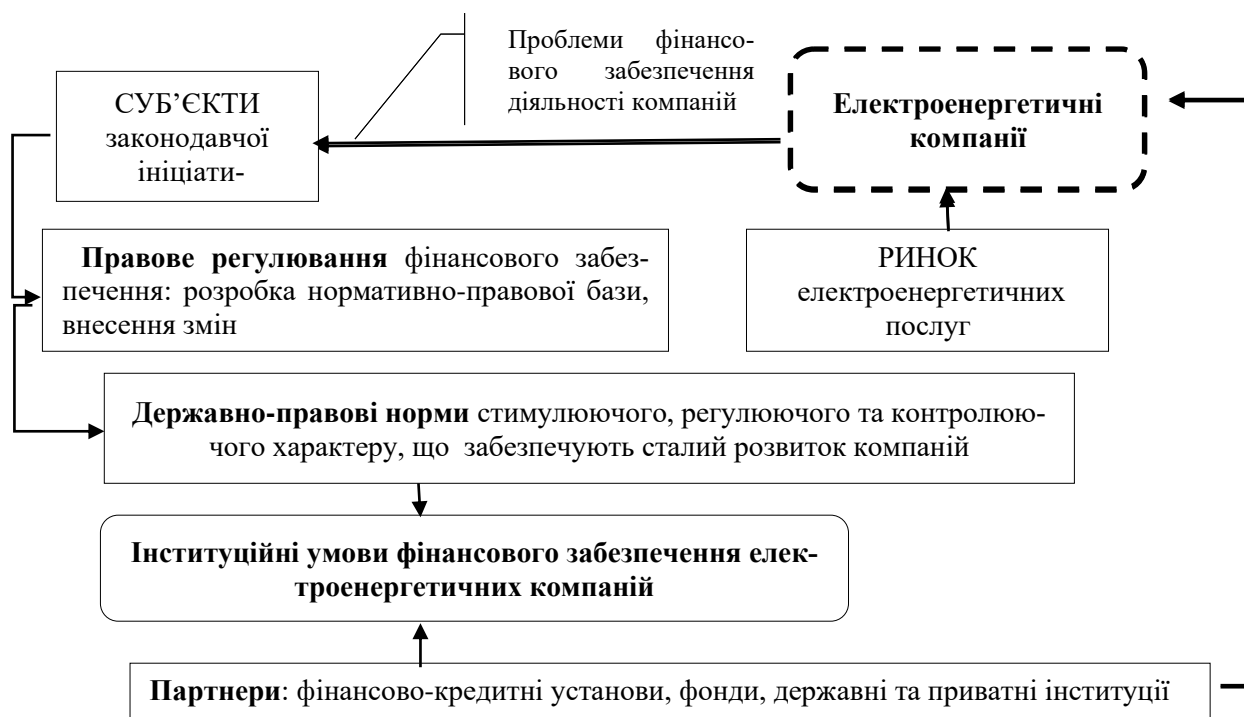 Проблеми фінансо-
вого забезпечення
діяльності компаній
СУБ’ЄКТИ
законодавчої
ініціати-
Електроенергетичні
компанії
Правове регулювання фінансового забез-
печення: розробка нормативно-правової бази,
внесення змін
РИНОК
електроенергетичних
послуг
Державно-правові норми стимулюючого, регулюючого та контролюю-
чого характеру, що забезпечують сталий розвиток компаній
Інституційні умови фінансового забезпечення елек-
троенергетичних компаній
Партнери: фінансово-кредитні установи, фонди, державні та приватні інституції